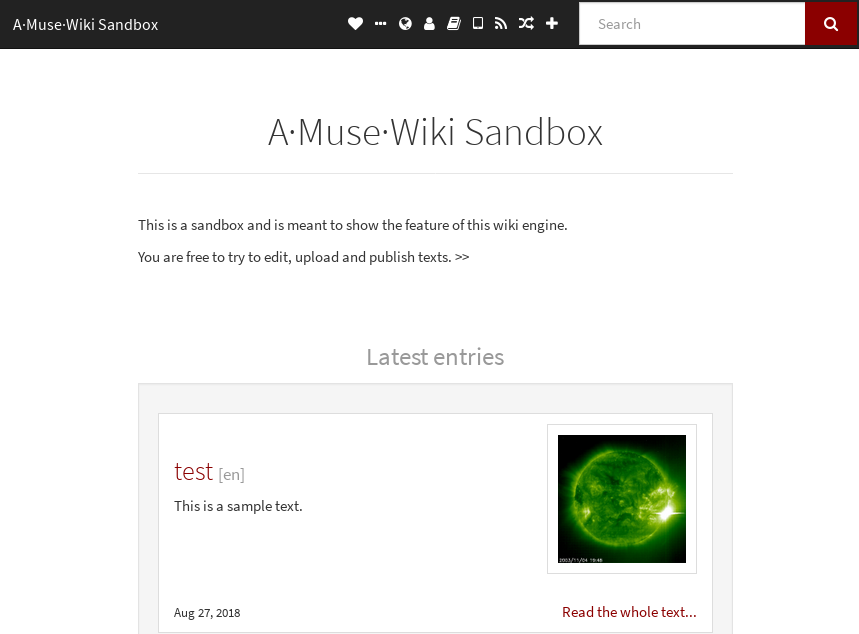 A·Muse·Wiki Sandbox
Search
A·Muse·Wiki Sandbox
This is a sandbox and is meant to show the feature of this wiki engine.
You are free to try to edit, upload and publish texts. >>
Latest entries
test [en]
This is a sample text.
2003/11/04 19:48
Aug 27, 2018
Read the whole text...